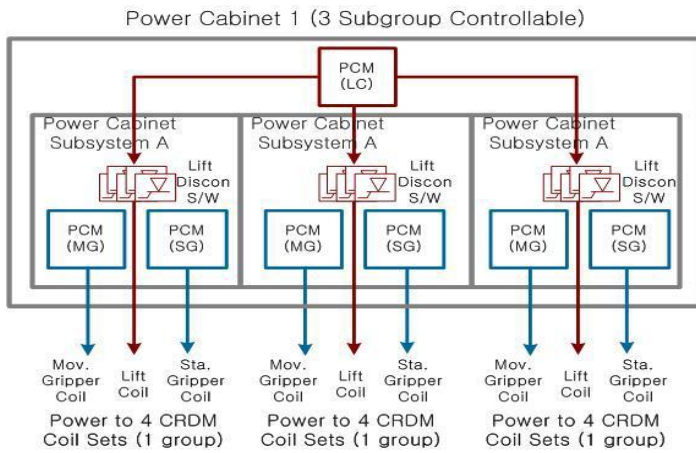 Power Cabinet 1 (3 Subgroup Controllable)
PCM
(LC)
Power Cabinet
Subsystem A
Lift
Discon
S/W
PCM
(MG)
PCM
(SG)
Power Cabinet
Subsystem A
Lift
Discon
S/W
PCM
(MG)
PCM
(SG)
Power Cabinet
Subsystem A
Lift
Discon
S/W
PCM
(MG)
PCM
(SG)
Mov.
Gripper
Coil
Lift
Coil
Sta.
Gripper
Coil
Mov.
Gripper
Coil
Lift
Coil
Sta.
Gripper
Coil
Mov.
Gripper
Coil
Lift
Coil
Sta.
Gripper
Coil
Power to 4 CRDM
Coil Sets (1 group)
Power to 4 CRDM
Coil Sets (1 group)
Power to 4 CRDM
Coil Sets (1 group)